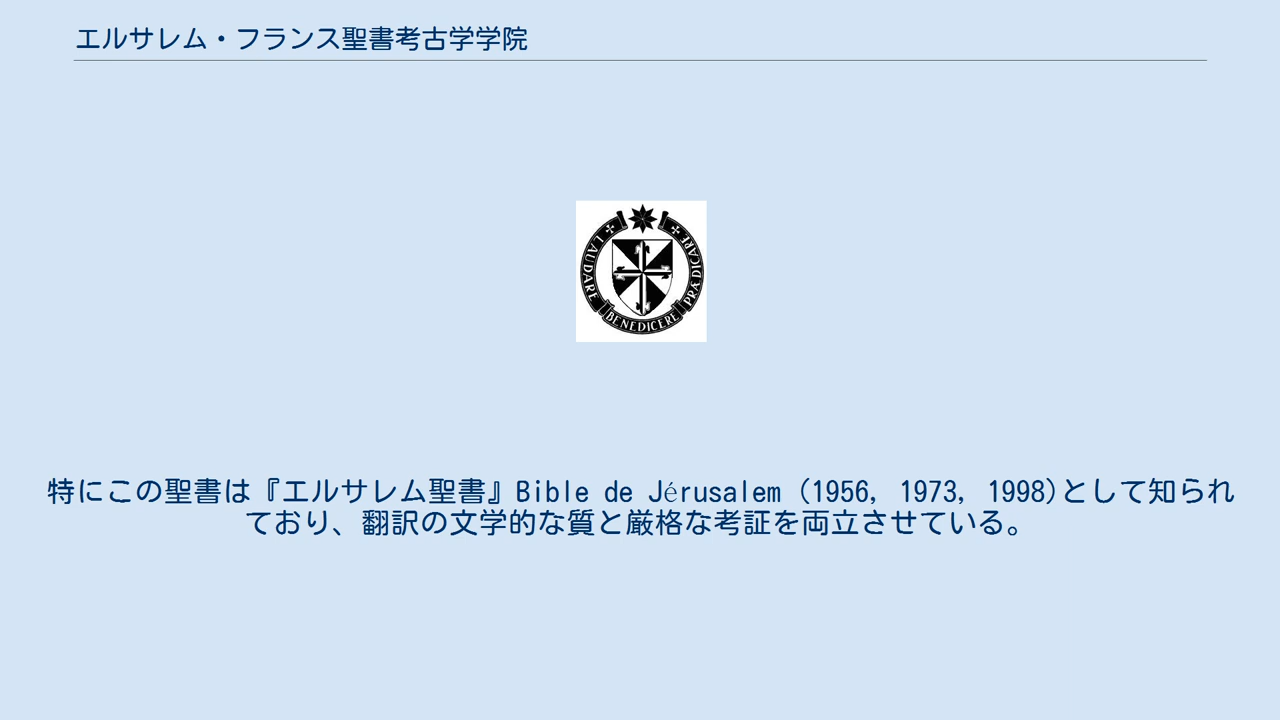 エルサレム・フランス聖書考古学学院
LAUDARE
BENEDICERE
PRÆDICARE
特にこの聖書は『エルサレム聖書』Bible de Jérusalem (1956, 1973, 1998)として知られ
ており、翻訳の文学的な質と厳格な考証を両立させている。